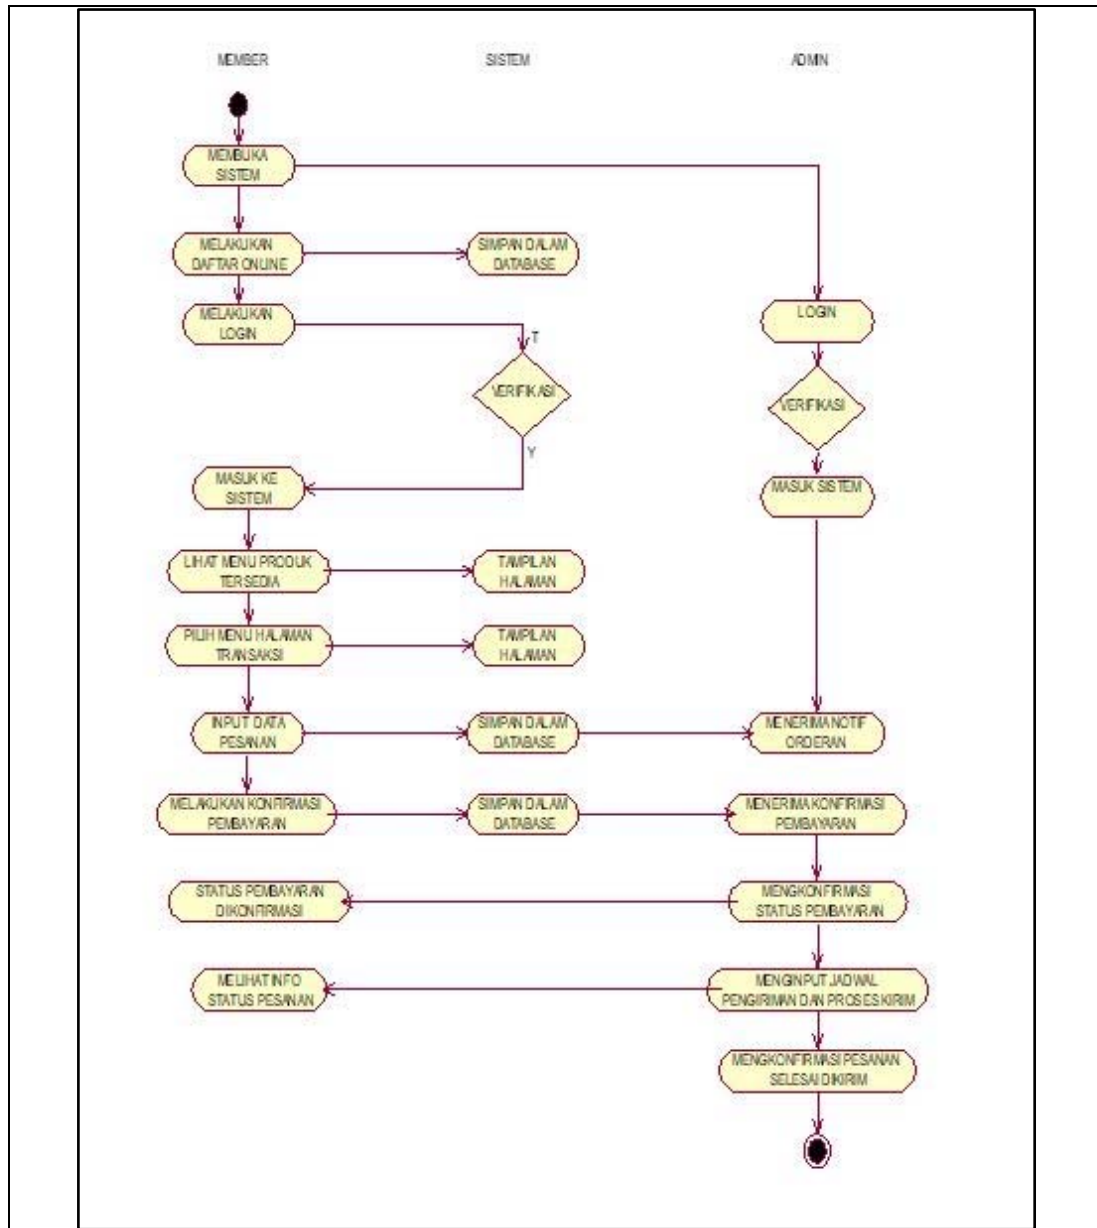 MEMBER
SISTEM
ADMIN
MEMBUKA
SISTEM
MELAKUKAN
DAFTAR ONLINE
SIMPAN DALAM
DATABASE
MELAKUKAN
LOGIN
LOGIN
T
VERIFIKASI
VERIFIKASI
Y
MASUK KE
SISTEM
MASUK SISTEM
LIHAT MENU PRODUK
TERSEDIA
TAMPILAN
HALAMAN
PILIH MENU HALAMAN
TRANSAKSI
TAMPILAN
HALAMAN
INPUT DATA
PESANAN
SIMPAN DALAM
DATABASE
MENERIMA NOTIF
ORDERAN
MELAKUKAN KONFIRMASI
PEMBAYARAN
SIMPAN DALAM
DATABASE
MENERIMA KONFIRMASI
PEMBAYARAN
STATUS PEMBAYARAN
DIKONFIRMASI
MENGKONFIRMASI
STATUS PEMBAYARAN
MELIHAT INFO
STATUS PESANAN
MENGINPUT JADWAL
PENGIRIMAN DAN PROSES KIRIM
MENGKONFIRMASI PESANAN
SELESAI DIKIRIM